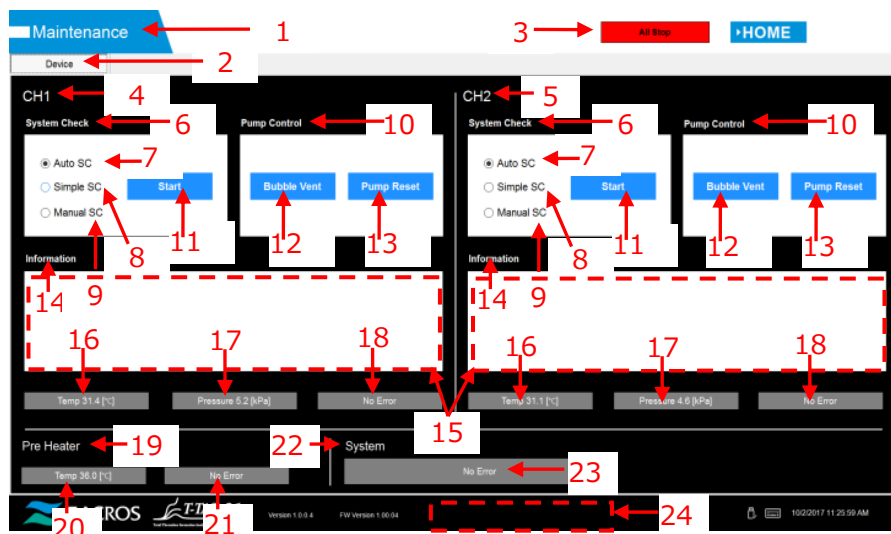 Maintenance
1
3
All Stop
HOME
Device
2
CH1
4
CH2
5
System Check
6
Pump Control
10
System Check
6
Pump Control
10
Auto SC
7
Auto SC
7
Simple SC
Start
Bubble Vent
Pump Reset
Simple SC
Start
Bubble Vent
Pump Reset
Manual SC
Manual SC
8
11
12
13
8
11
12
13
Information
Information
14
9
14
9
16
17
18
16
17
18
Temp 31.4 [℃]
Pressure 5.2 [kPa]
No Error
Temp 31.1 [℃]
Pressure 4.6 [kPa]
No Error
15
Pre Heater
19
22
System
Temp 36.0 [℃]
No Error
No Error
23
20
21
24
Version 1.0.0.4
FW Version 1.00.04
10/2/2017 11:25:59 AM